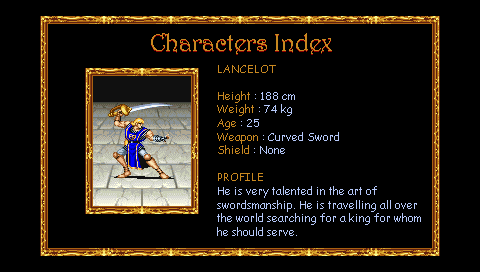 Characters Index
LANCELOT
Height : 188 cm
Weight : 74 kg
Age : 25
Weapon : Curved Sword
Shield : None
PROFILE
He is very talented in the art of
swordsmanship. He is travelling all over
the world searching for a king for whom
he should serve.